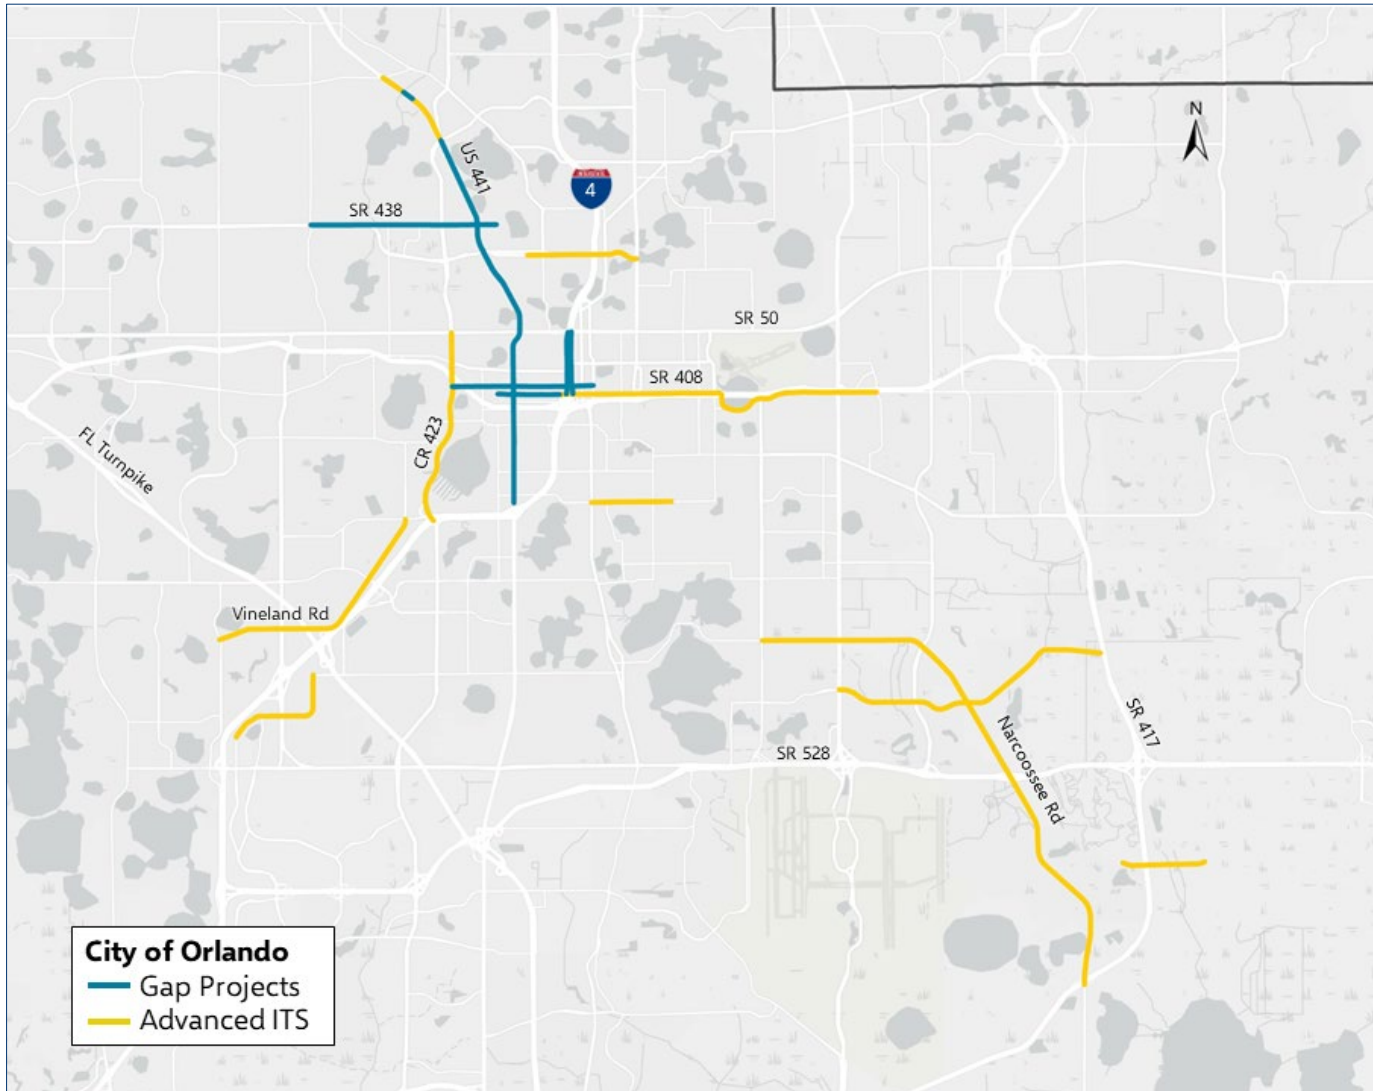 N
US 441
4
SR 438
SR 50
SR 408
CR 423
FL Turnpike
Vineland Rd
SR 417
Narcoossee Rd
SR 528
City of Orlando
Gap Projects
Advanced ITS